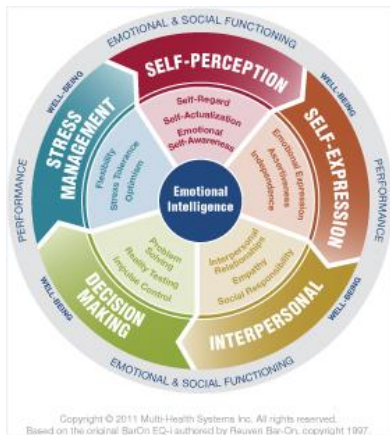 EMOTIONAL & SOCIAL FUNCTIONING
WELL-BEING
WELL-BEING
PERFORMANCE
PERFORMANCE
SELF-PERCEPTION
Self-Regard
Self-Actualization
Emotional
Self-Awareness
SELF-EXPRESSION
Emotional Expression
Assertiveness
Independence
STRESS
MANAGEMENT
Flexibility
Stress Tolerance
Optimism
Emotional
Intelligence
DECISION
MAKING
Problem
Solving
Reality Testing
Impulse Control
INTERPERSONAL
Interpersonal
Relationships
Empathy
Social Responsibility
WELL-BEING
WELL-BEING
EMOTIONAL & SOCIAL FUNCTIONING
Copyright © 2011 Multi-Health Systems Inc. All rights reserved.
Based on the original BarOn EQ-i authored by Reuven Bar-On, copyright 1997.